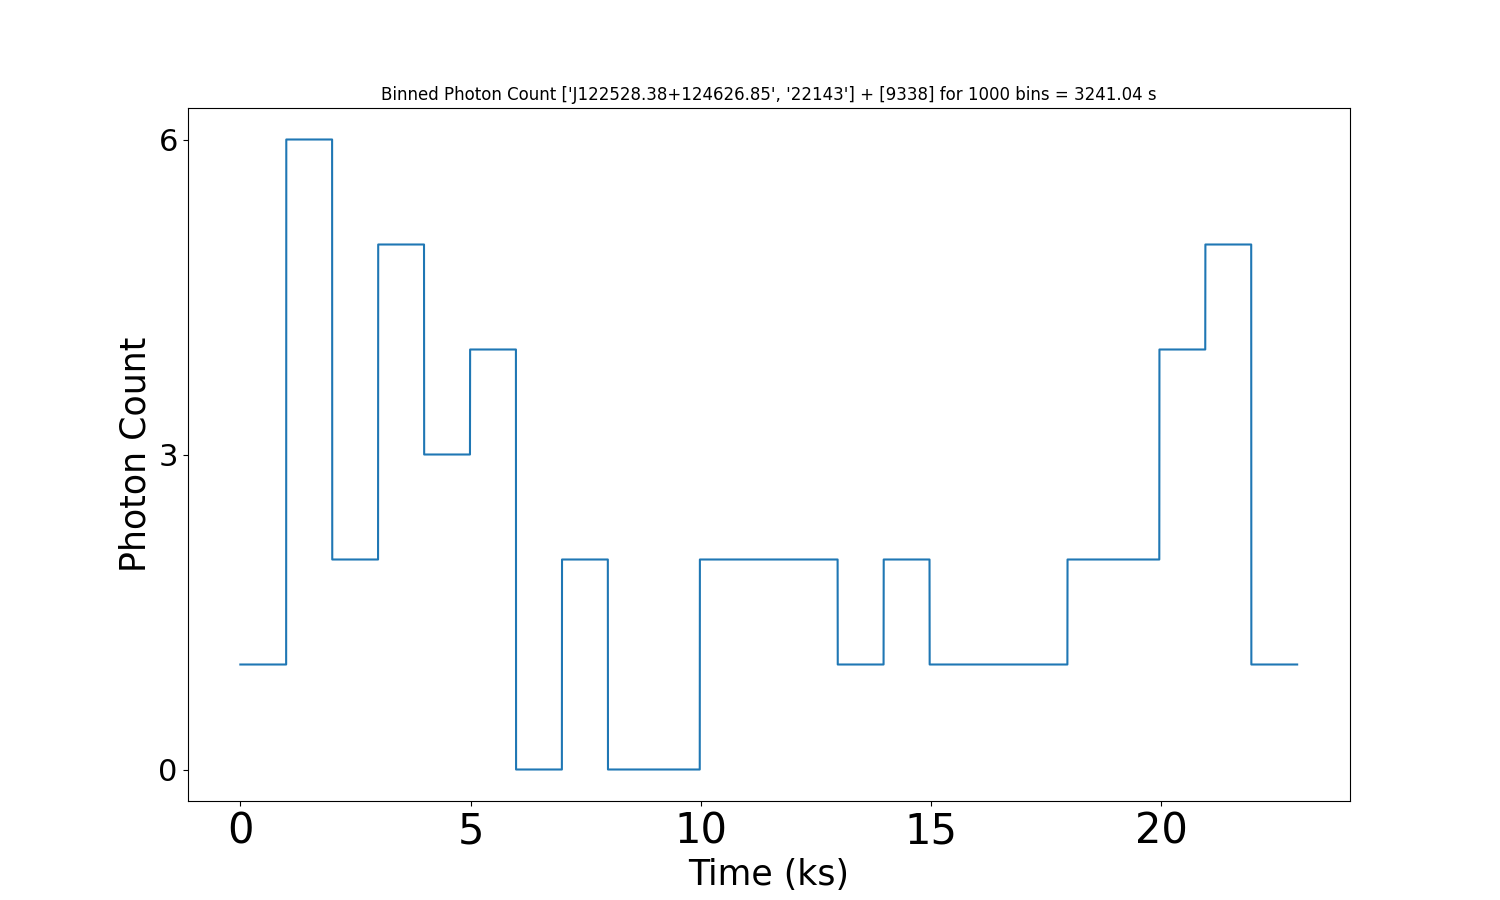 Binned Photon Count ['J122528.38+124626.85', '22143'] + [9338] for 1000 bins = 3241.04 s
6
3
0
Photon Count
0 5 10 15 20
Time (ks)